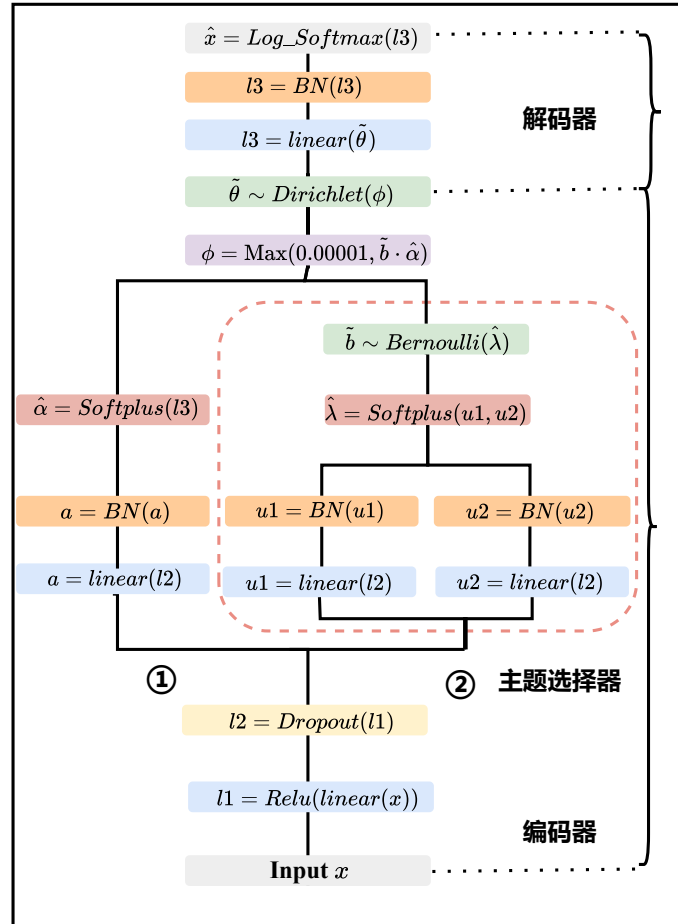 x̂ = Log_Softmax(l3)
l3 = BN(l3)
解码器
l3 = linear(θ̃)
θ̃ ∼ Dirichlet(ϕ)
ϕ = Max(0.00001, b̃ · α̂)
b̃ ∼ Bernoulli(λ̂)
α̂ = Softplus(l3)
λ̂ = Softplus(u1, u2)
a = BN(a)
u1 = BN(u1)
u2 = BN(u2)
a = linear(l2)
u1 = linear(l2)
u2 = linear(l2)
①
②
主题选择器
l2 = Dropout(l1)
l1 = Relu(linear(x))
编码器
Input x